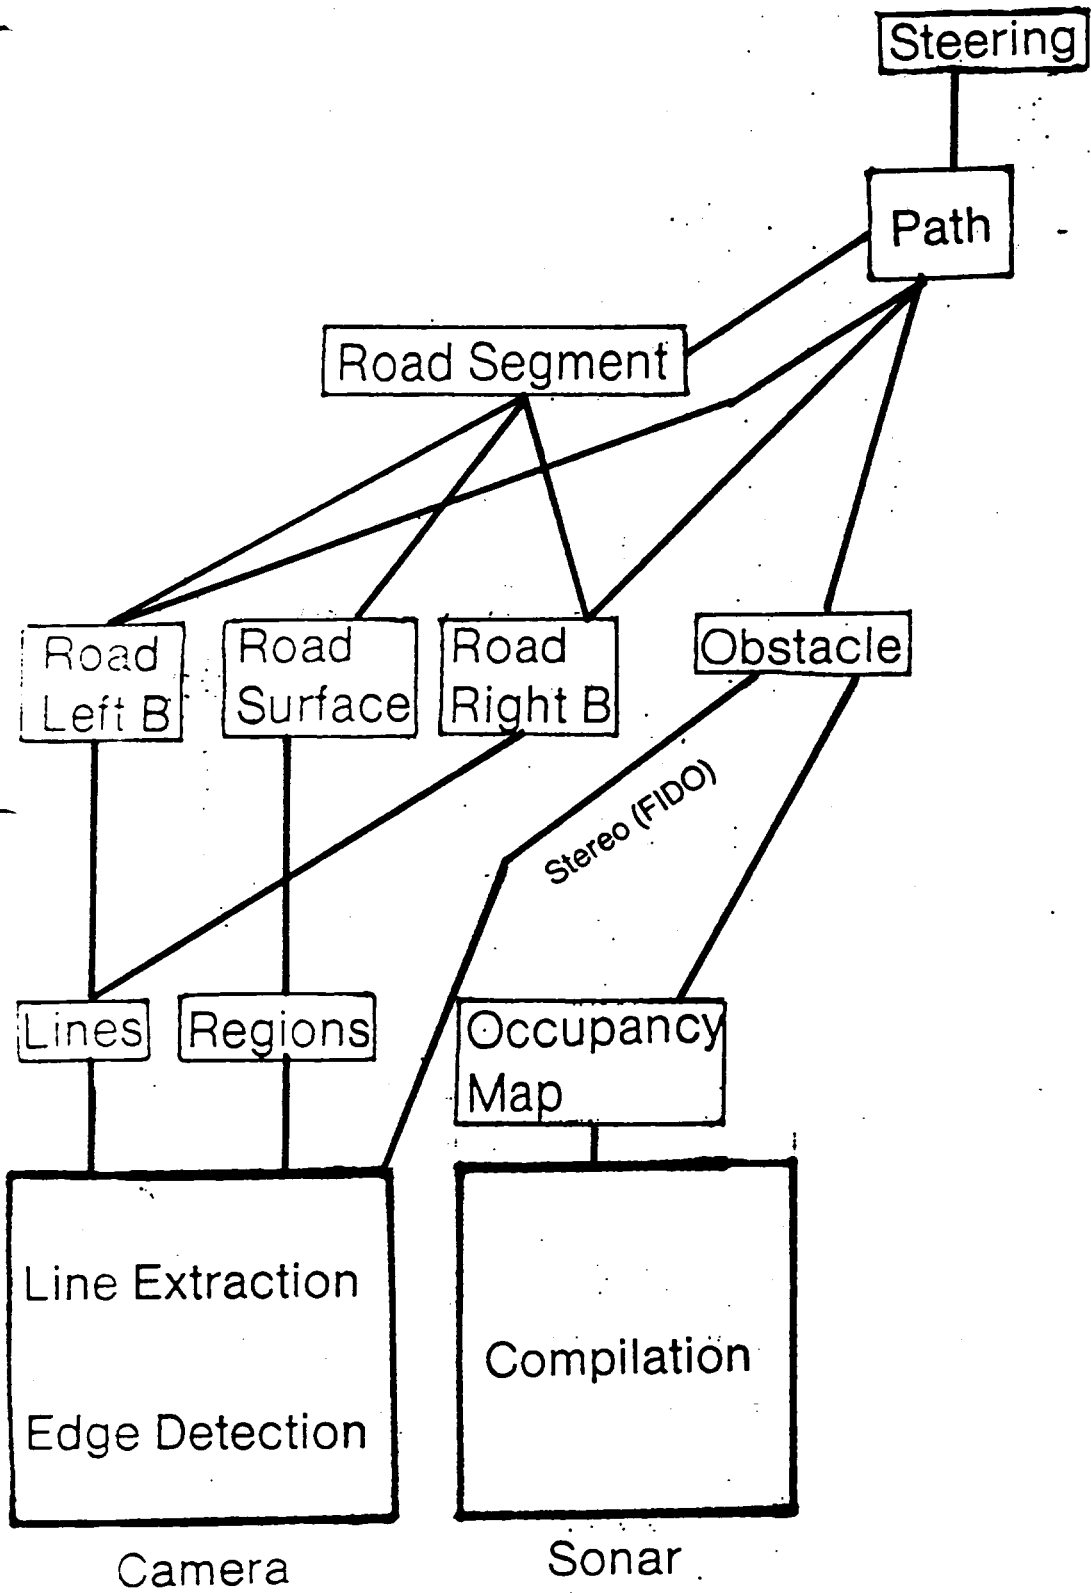 Steering
Path
Road Segment
Road
Left B
Road
Surface
Road
Right B
Obstacle
Stereo (FIDO)
Lines
Regions
Occupancy
Map
Line Extraction
Edge Detection
Compilation
Camera
Sonar